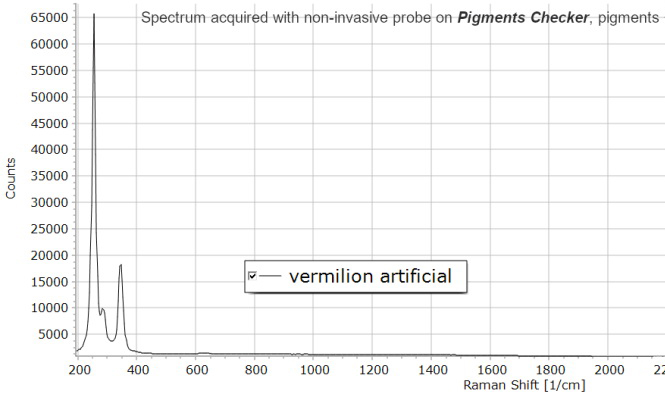 Spectrum acquired with non-invasive probe on Pigments Checker, pigments
65000
60000
55000
50000
45000
40000
35000
30000
25000
20000
15000
10000
5000
Counts
vermilion artificial
200 400 600 800 1000 1200 1400 1600 1800 2000 22
Raman Shift [1/cm]